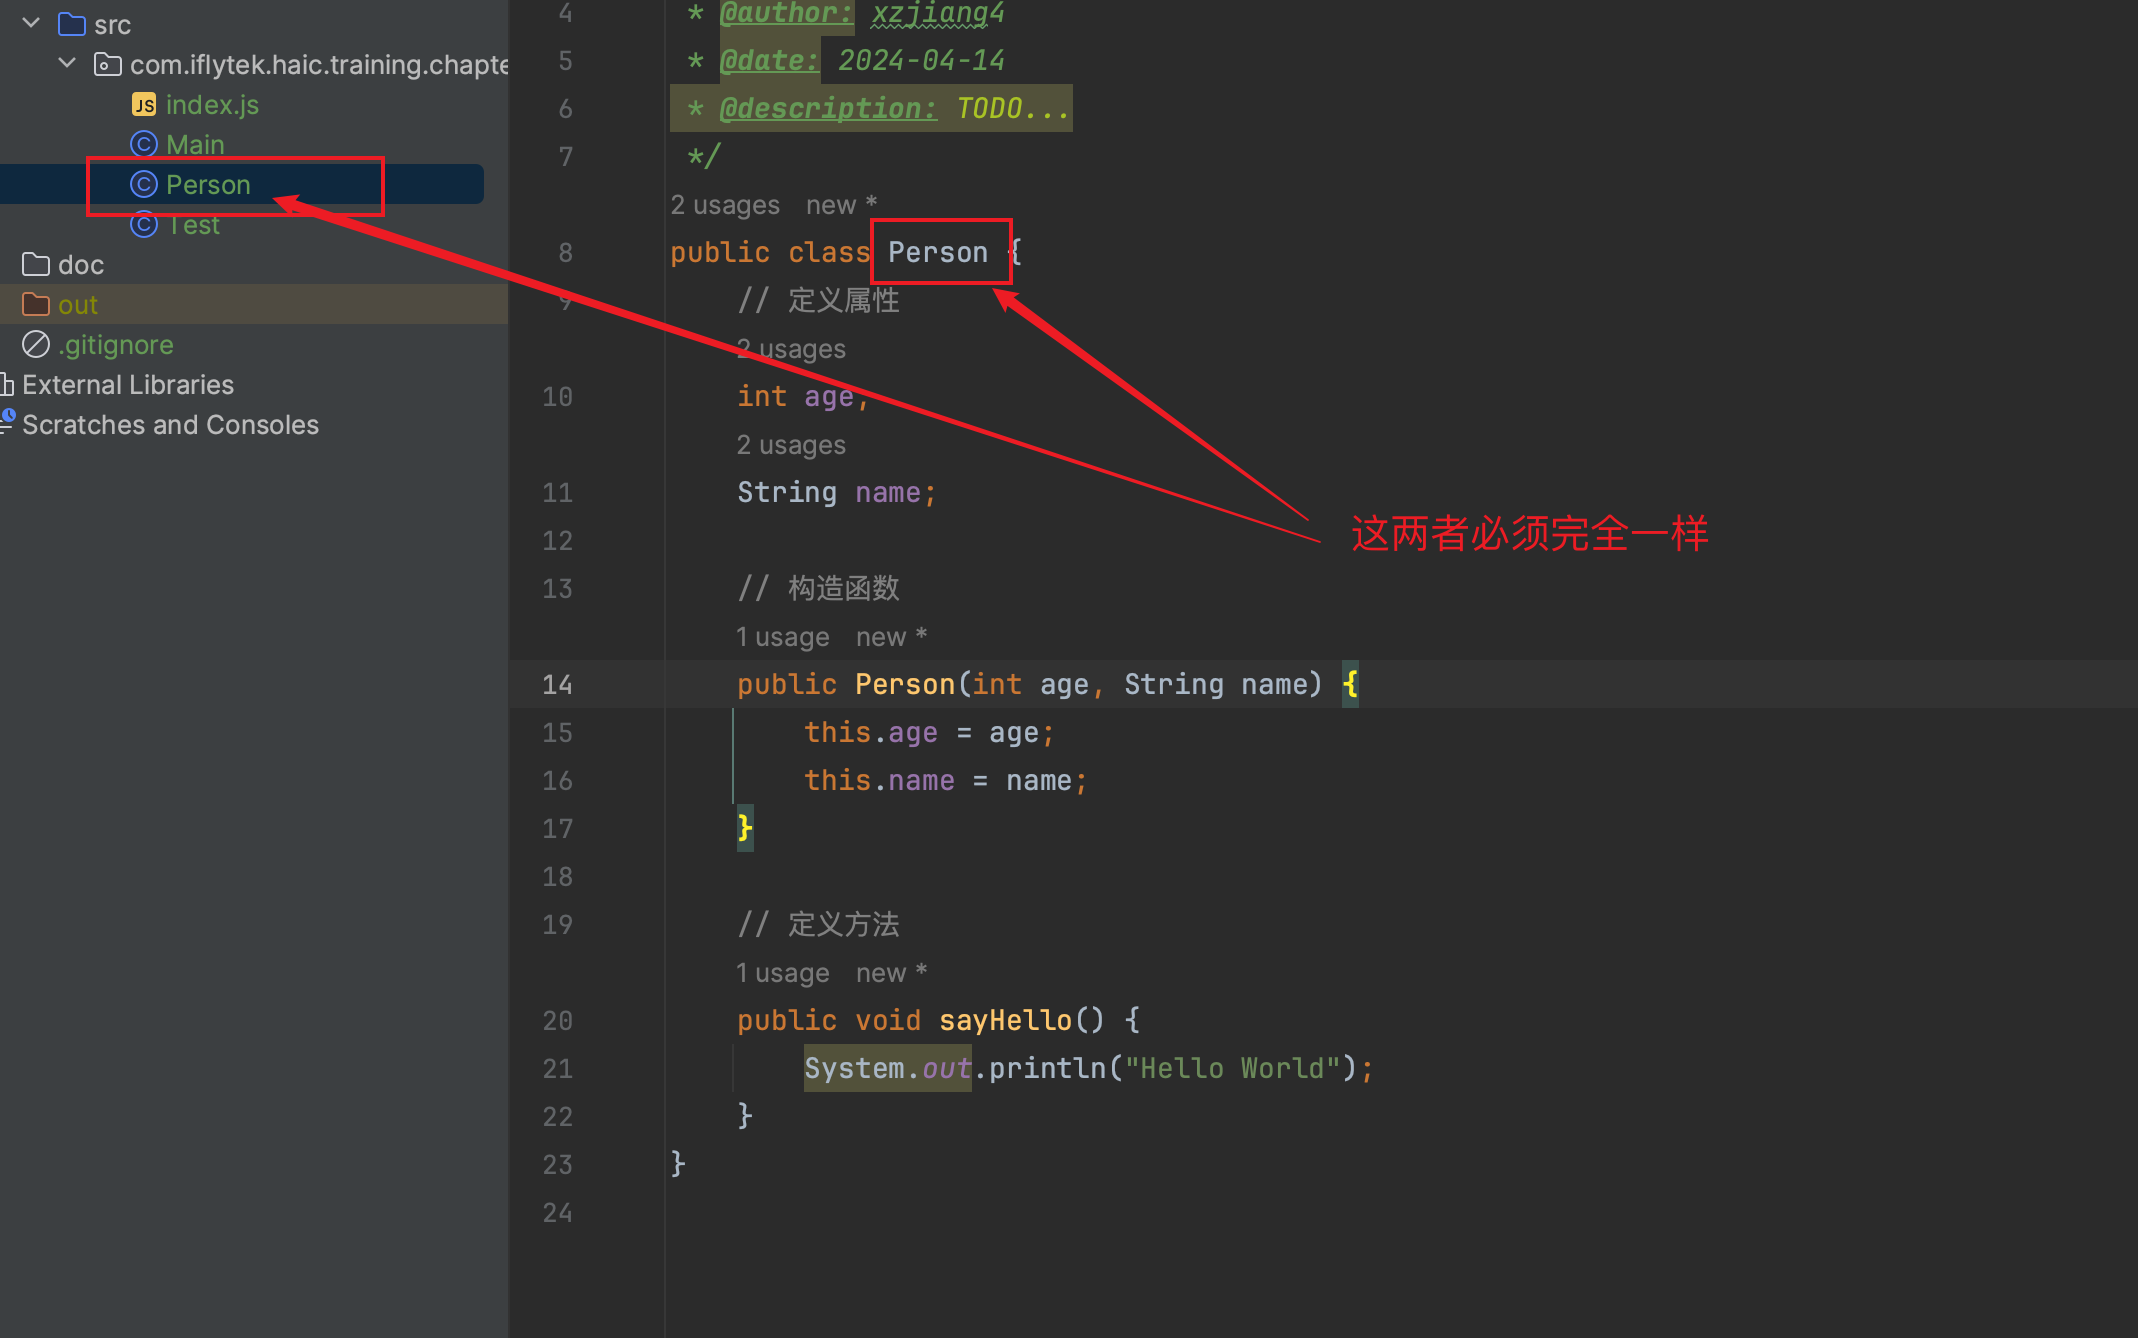 src
com.iflytek.haic.training.chapte
JS index.js
C Main
C Person
C Test
doc
out
.gitignore
External Libraries
Scratches and Consoles
4 * @author: xzjiang4
5 * @date: 2024-04-14
6 * @description: TODO...
7 */
2 usages new *
8 public class Person {
9 // 定义属性
2 usages
10 int age;
2 usages
11 String name;
12
这两者必须完全一样
13 // 构造函数
1 usage new *
14 public Person(int age, String name) {
15 this.age = age;
16 this.name = name;
17 }
18
19 // 定义方法
1 usage new *
20 public void sayHello() {
21 System.out.println("Hello World");
22 }
23 }
24